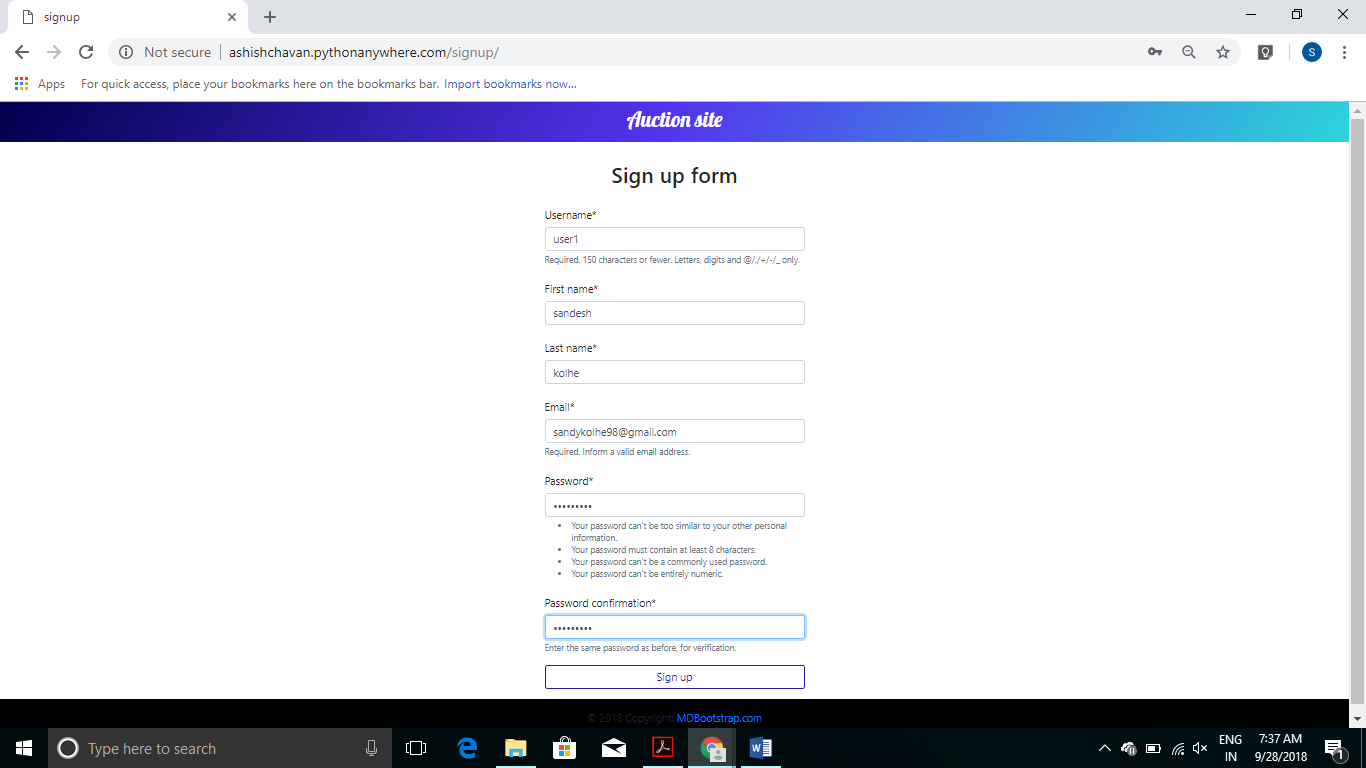 signup
Not secure ashishchavan.pythonanywhere.com/signup/
S
Apps For quick access, place your bookmarks here on the bookmarks bar. Import bookmarks now...
Auction site
Sign up form
Username*
user1
Required. 150 characters or fewer. Letters, digits and @/./+/-/_ only.
First name*
sandesh
Last name*
kolhe
Email*
sandykolhe98@gmail.com
Required. Inform a valid email address.
Password*
•••••••••
• Your password can't be too similar to your other personal
information.
• Your password must contain at least 8 characters.
• Your password can't be a commonly used password.
• Your password can't be entirely numeric.
Password confirmation*
•••••••••
Enter the same password as before, for verification.
Sign up
© 2018 Copyright: MDBootstrap.com
Type here to search
ENG
IN
7:37 AM
9/28/2018
1